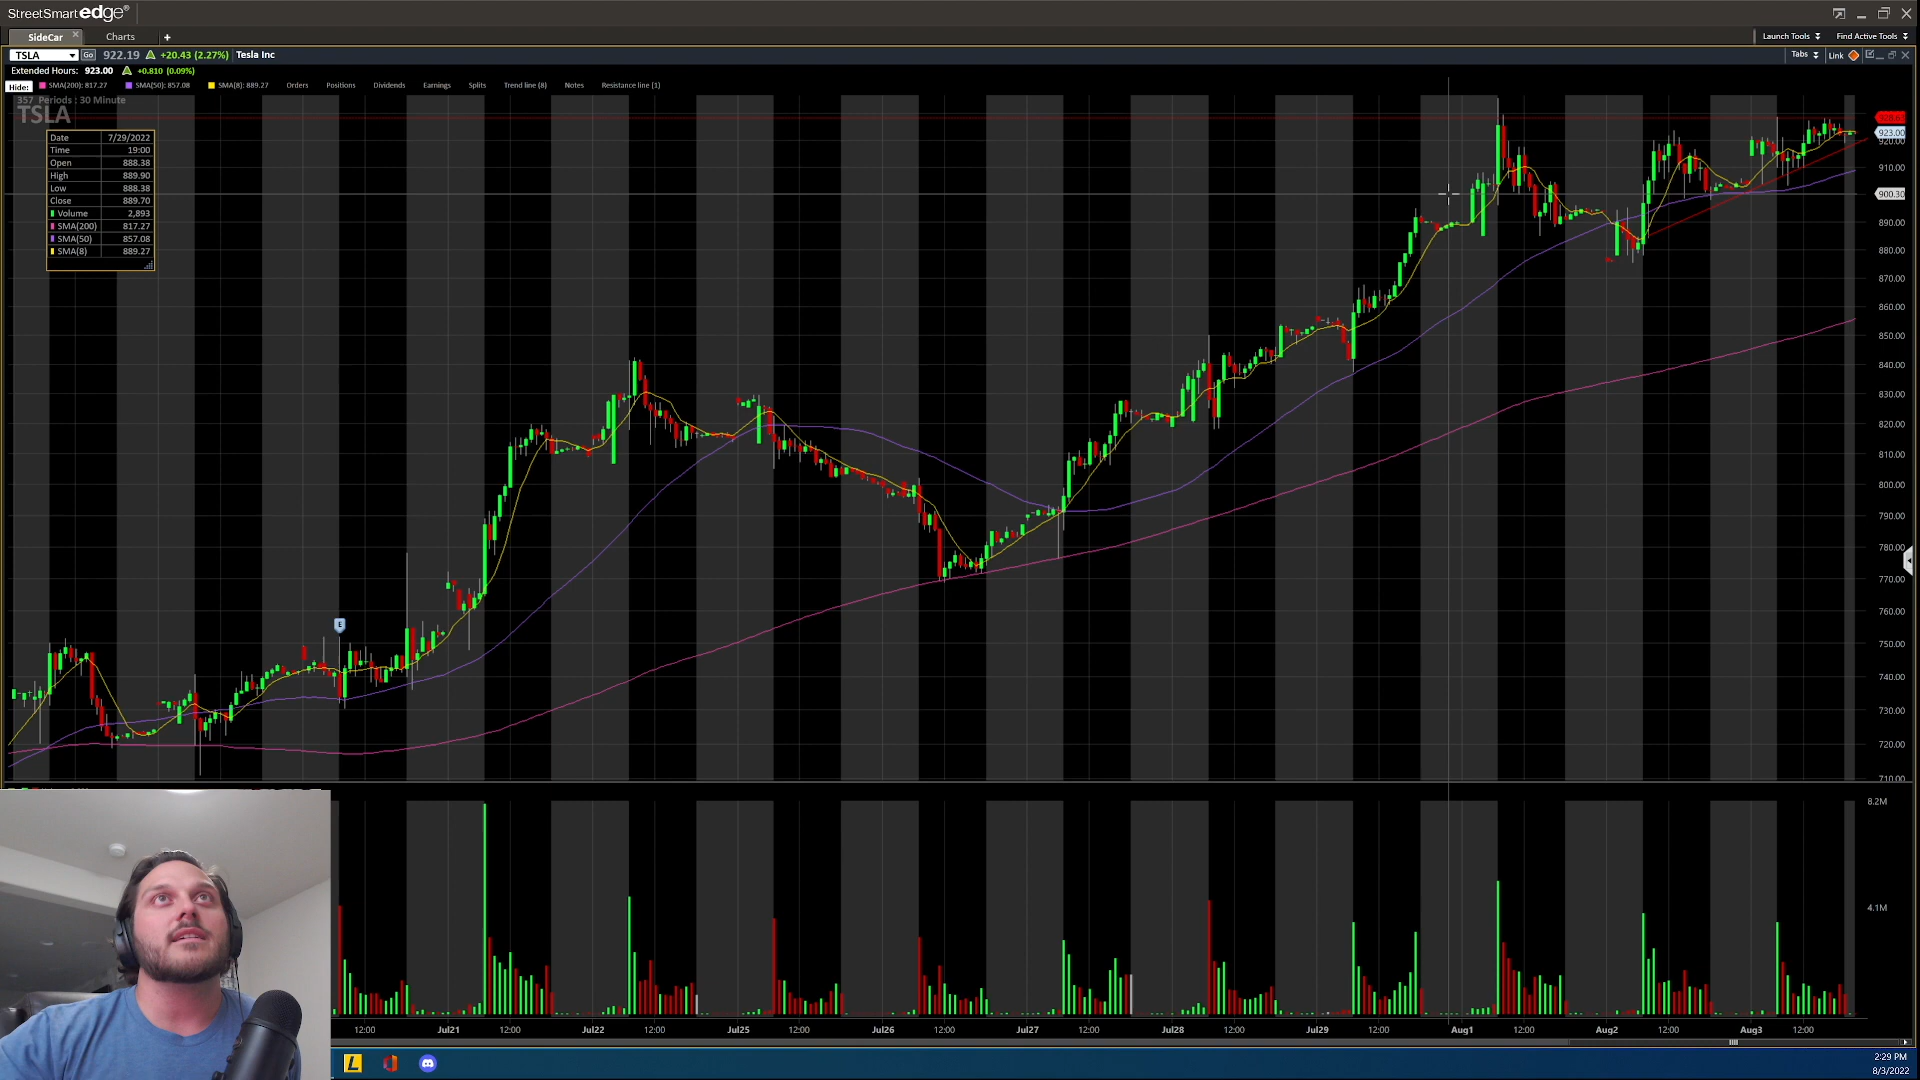 StreetSmart edge®
SideCar
Charts
Launch Tools
Find Active Tools
TSLA
Go
922.19
+20.43 (2.27%)
Tesla Inc
Tabs
Link
Extended Hours: 923.00 +0.810 (0.09%)
Hide:
SMA(200): 817.27
SMA(50): 857.08
SMA(8): 889.27
Orders
Positions
Dividends
Earnings
Splits
Trend line (8)
Notes
Resistance line (1)
357 Periods : 30 Minute
TSLA
Date 7/29/2022
Time 19:00
Open 888.38
High 889.90
Low 888.38
Close 889.70
Volume 2,893
SMA(200) 817.27
SMA(50) 857.08
SMA(8) 889.27
E
923.00
920.00
910.00
900.30
890.00
880.00
870.00
860.00
850.00
840.00
830.00
820.00
810.00
800.00
790.00
780.00
770.00
760.00
750.00
740.00
730.00
720.00
710.00
8.2M
4.1M
12:00 Jul21 12:00 Jul22 12:00 Jul25 12:00 Jul26 12:00 Jul27 12:00 Jul28 12:00 Jul29 12:00 Aug1 12:00 Aug2 12:00 Aug3 12:00
L
2:29 PM
8/3/2022